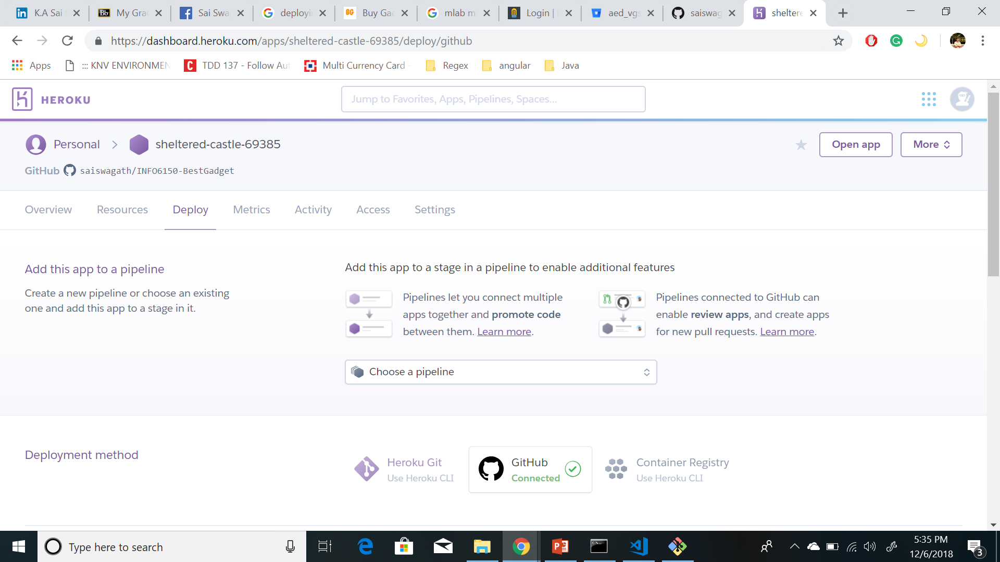 K.A Sai
My Gra
Sai Swa
deployi
Buy Gad
mlab m
Login |
aed_vgs
saiswag
sheltere
https://dashboard.heroku.com/apps/sheltered-castle-69385/deploy/github
Apps
::: KNV ENVIRONMEN
TDD 137 - Follow Aut
Multi Currency Card -
Regex
angular
Java
HEROKU
Jump to Favorites, Apps, Pipelines, Spaces...
Personal
sheltered-castle-69385
Open app
More
GitHub
saiswagath/INFO6150-BestGadget
Overview
Resources
Deploy
Metrics
Activity
Access
Settings
Add this app to a pipeline
Create a new pipeline or choose an existing
one and add this app to a stage in it.
Add this app to a stage in a pipeline to enable additional features
Pipelines let you connect multiple
apps together and promote code
between them. Learn more.
Pipelines connected to GitHub can
enable review apps, and create apps
for new pull requests. Learn more.
Choose a pipeline
Deployment method
Heroku Git
Use Heroku CLI
GitHub
Connected
Container Registry
Use Heroku CLI
Type here to search
5:35 PM
12/6/2018
3